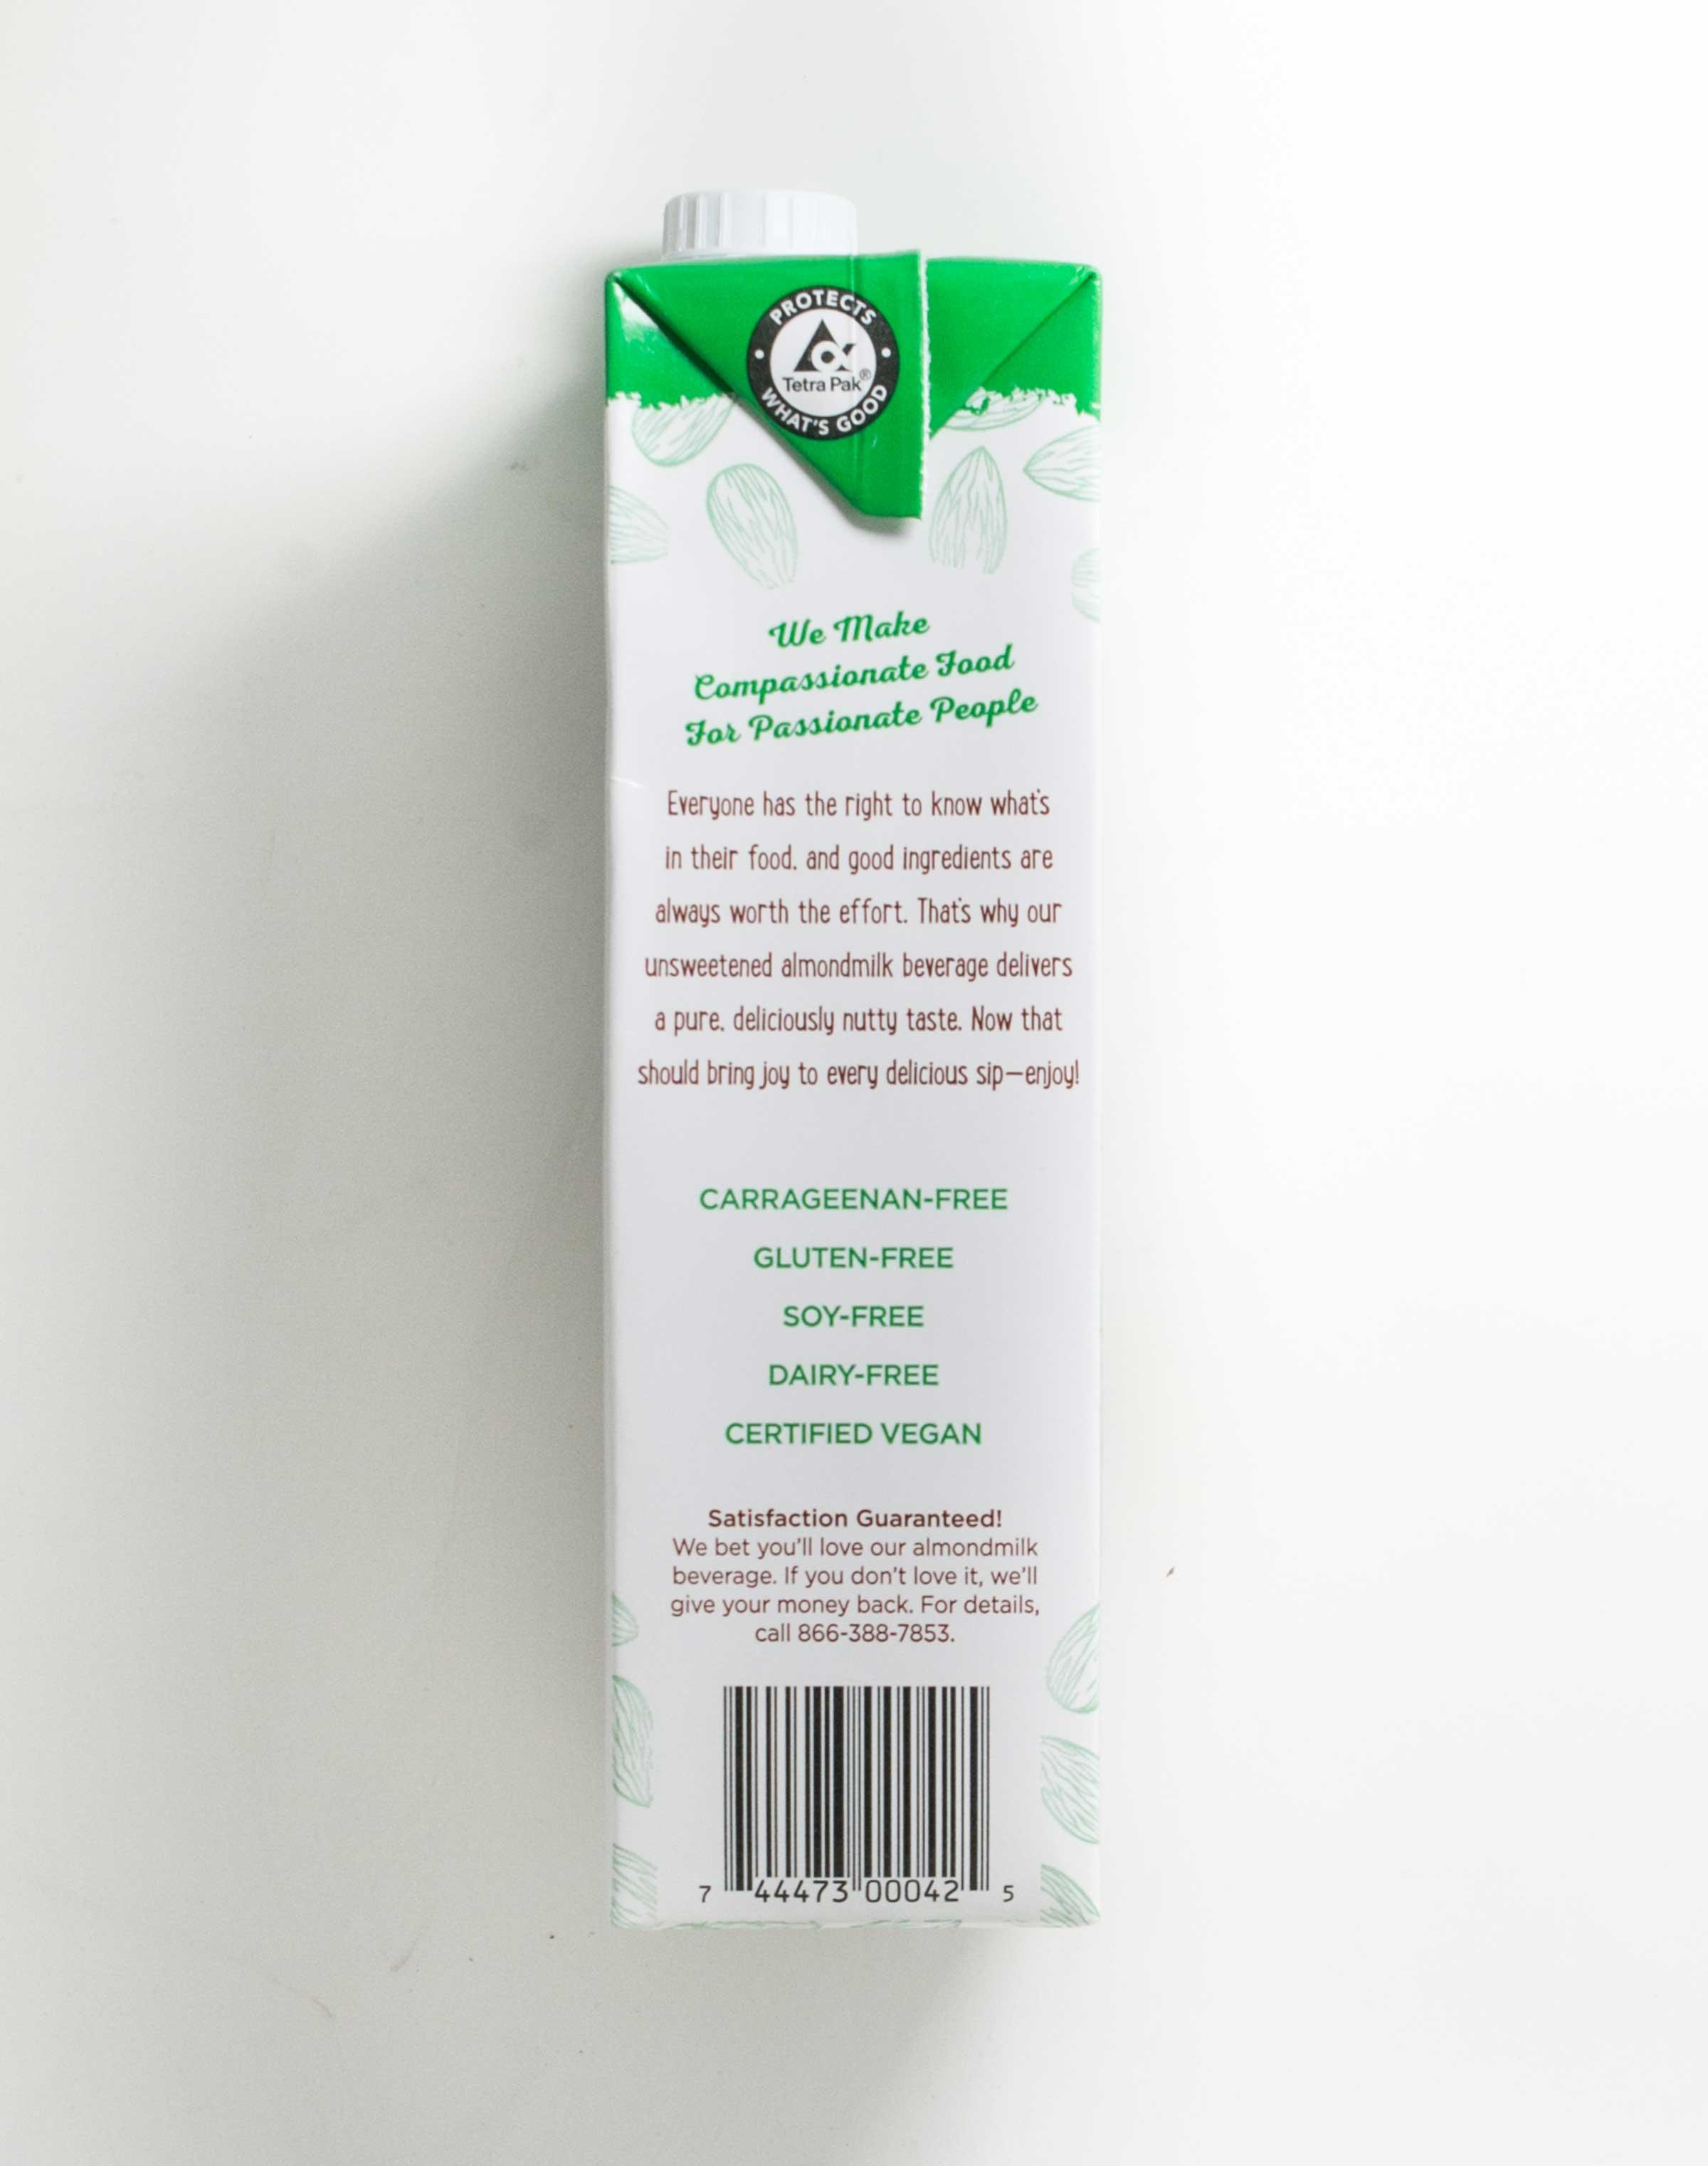 PROTECTS
Tetra Pak®
WHAT'S GOOD
We Make
Compassionate Food
For Passionate People
Everyone has the right to know what's
in their food, and good ingredients are
always worth the effort. That's why our
unsweetened almondmilk beverage delivers
a pure, deliciously nutty taste. Now that
should bring joy to every delicious sip—enjoy!
CARRAGEENAN-FREE
GLUTEN-FREE
SOY-FREE
DAIRY-FREE
CERTIFIED VEGAN
Satisfaction Guaranteed!
We bet you'll love our almondmilk
beverage. If you don't love it, we'll
give your money back. For details,
call 866-388-7853.
7 44473 00042 5